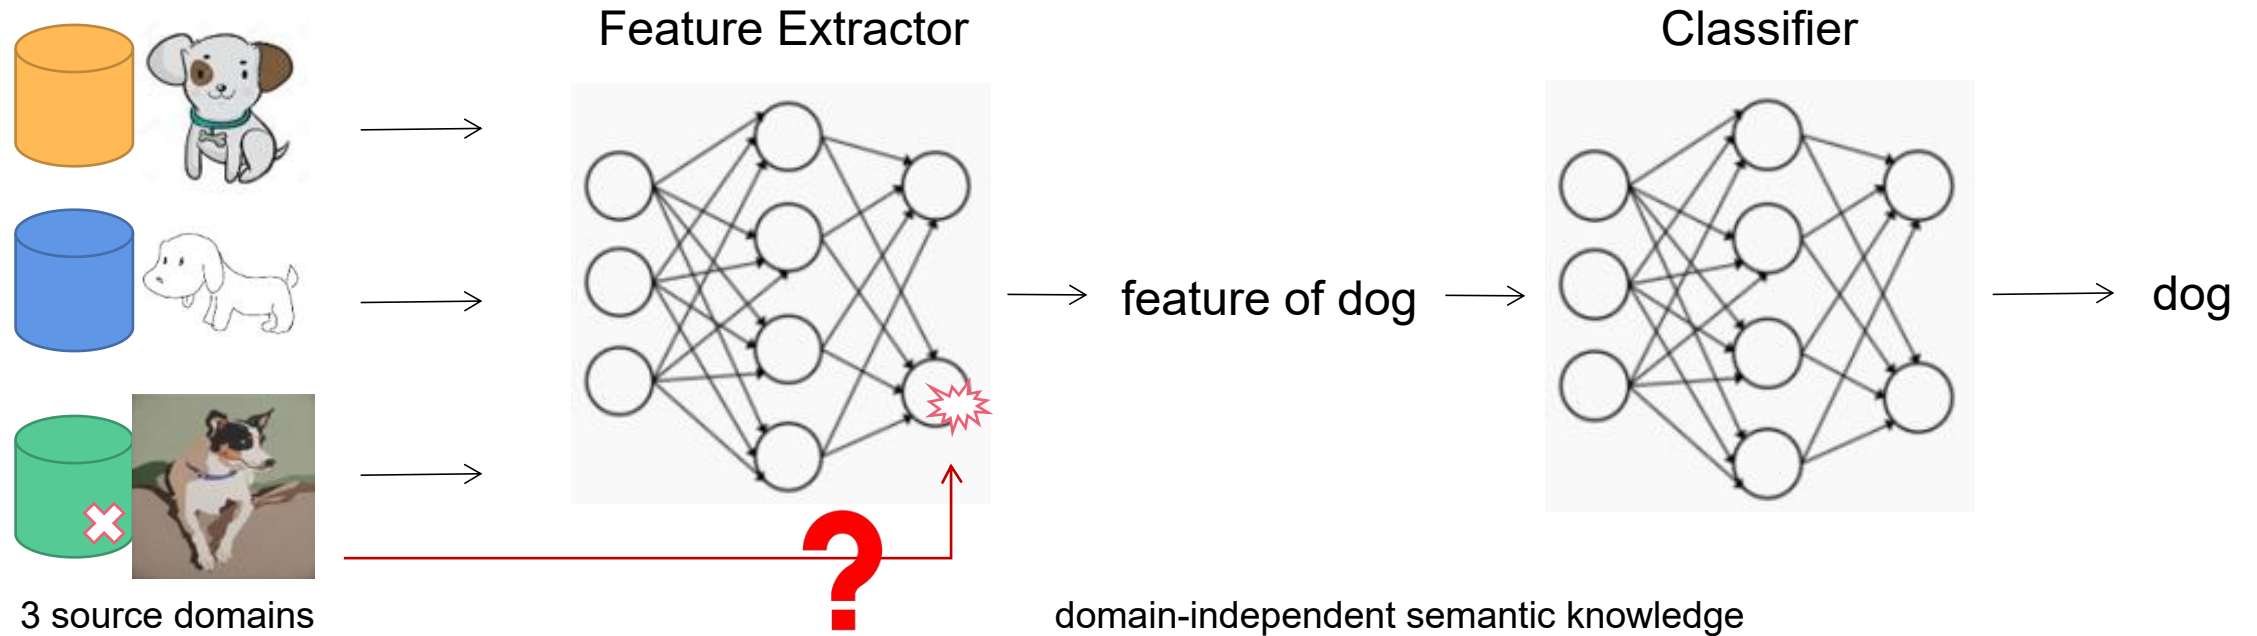 Feature Extractor
Classifier
feature of dog
dog
?
3 source domains
domain-independent semantic knowledge